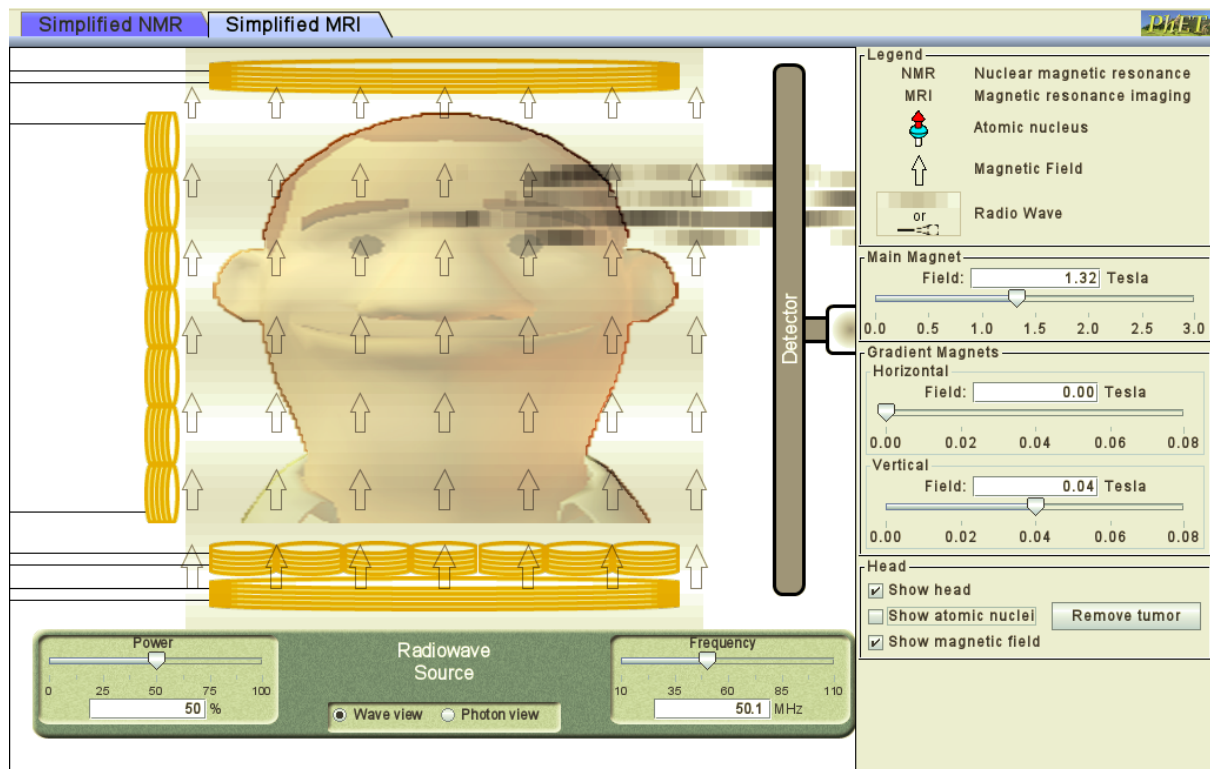 Simplified NMR
Simplified MRI
PhET
Legend
NMR Nuclear magnetic resonance
MRI Magnetic resonance imaging
Atomic nucleus
Magnetic Field
or
Radio Wave
Detector
Main Magnet
Field: 1.32 Tesla
0.0 0.5 1.0 1.5 2.0 2.5 3.0
Gradient Magnets
Horizontal
Field: 0.00 Tesla
0.00 0.02 0.04 0.06 0.08
Vertical
Field: 0.04 Tesla
0.00 0.02 0.04 0.06 0.08
Head
Show head
Show atomic nuclei
Remove tumor
Show magnetic field
Power
0 25 50 75 100
50 %
Radiowave
Source
Wave view
Photon view
Frequency
10 35 60 85 110
50.1 MHz